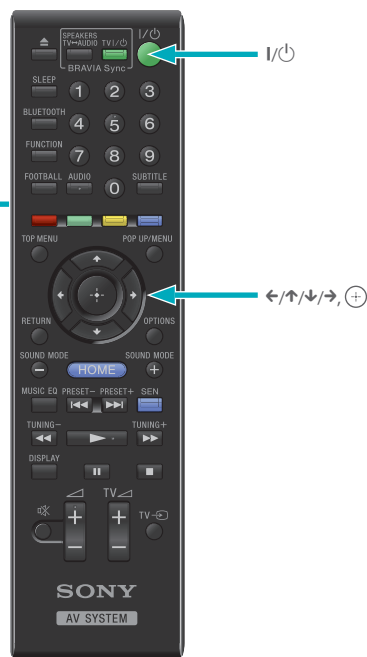 SPEAKERS
TV↔AUDIO TV I/⏻ I/⏻
BRAVIA Sync
I/⏻
SLEEP
1 2 3
BLUETOOTH
4 5 6
FUNCTION
7 8 9
FOOTBALL AUDIO SUBTITLE
0
TOP MENU POP UP/MENU
←/↑/↓/→, ⊕
RETURN OPTIONS
SOUND MODE SOUND MODE
− HOME +
MUSIC EQ PRESET− PRESET+ SEN
TUNING− TUNING+
DISPLAY
TV
TV
+ +
− −
SONY
AV SYSTEM